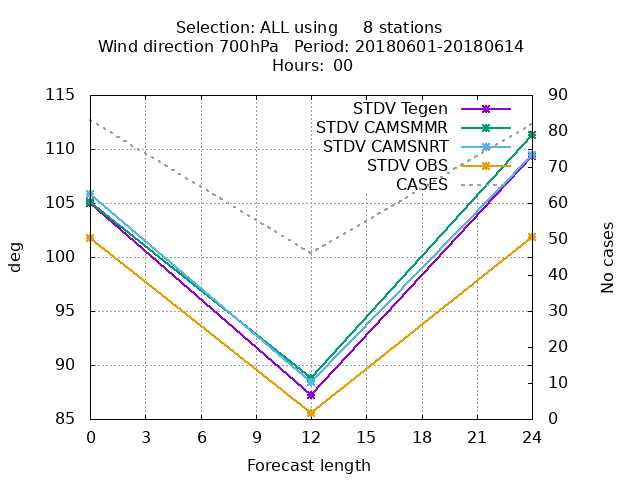 Selection: ALL using     8 stations
Wind direction 700hPa   Period: 20180601-20180614
Hours:  00
STDV Tegen
STDV CAMSMMR
STDV CAMSNRT
STDV OBS
CASES
115
110
105
100
95
90
85
deg
90
80
70
60
50
40
30
20
10
0
No cases
0 3 6 9 12 15 18 21 24
Forecast length